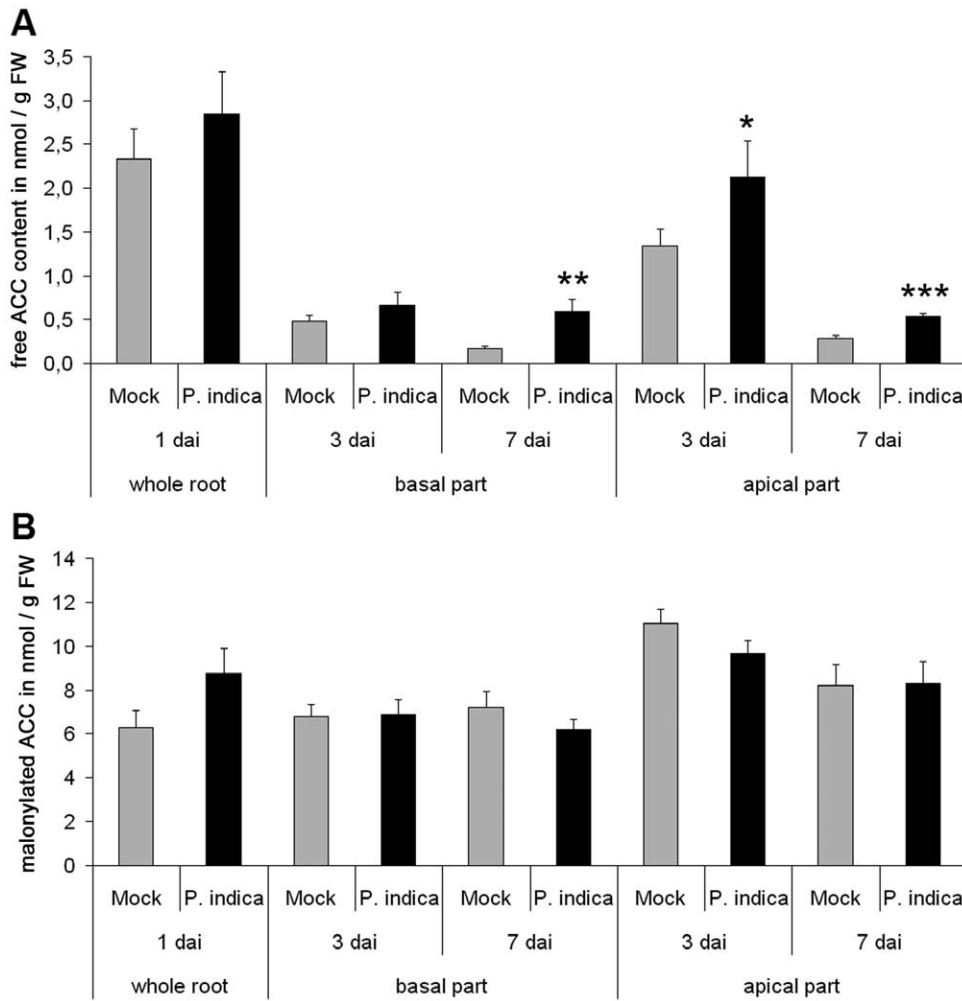 A
free ACC content in nmol / g FW
3,5
3,0
2,5
2,0
1,5
1,0
0,5
0,0
*
**
***
Mock P. indica Mock P. indica Mock P. indica Mock P. indica Mock P. indica
1 dai 3 dai 7 dai 3 dai 7 dai
whole root basal part apical part
B
malonylated ACC in nmol / g FW
14
12
10
8
6
4
2
0
Mock P. indica Mock P. indica Mock P. indica Mock P. indica Mock P. indica
1 dai 3 dai 7 dai 3 dai 7 dai
whole root basal part apical part